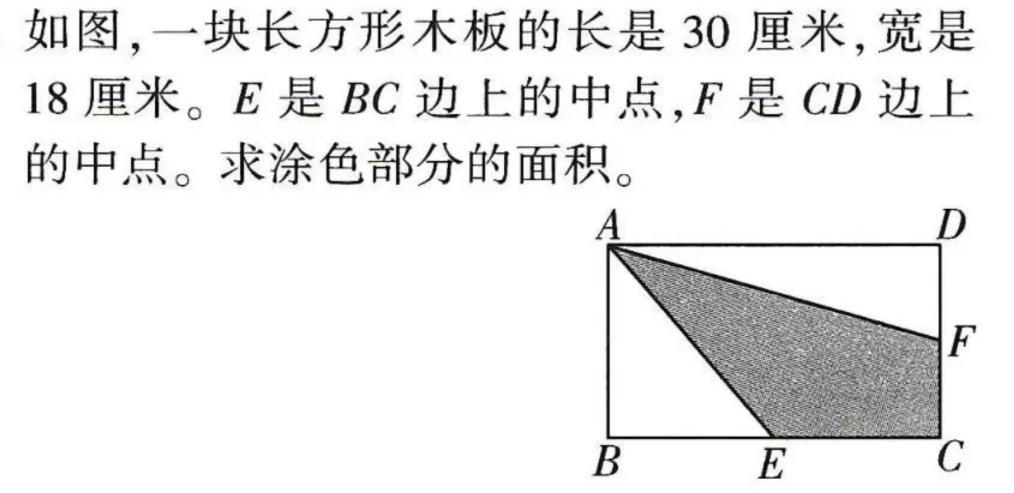 如图,一块长方形木板的长是 30 厘米,宽是
18 厘米。E 是 BC 边上的中点,F 是 CD 边上
的中点。求涂色部分的面积。
A D
F
B E C